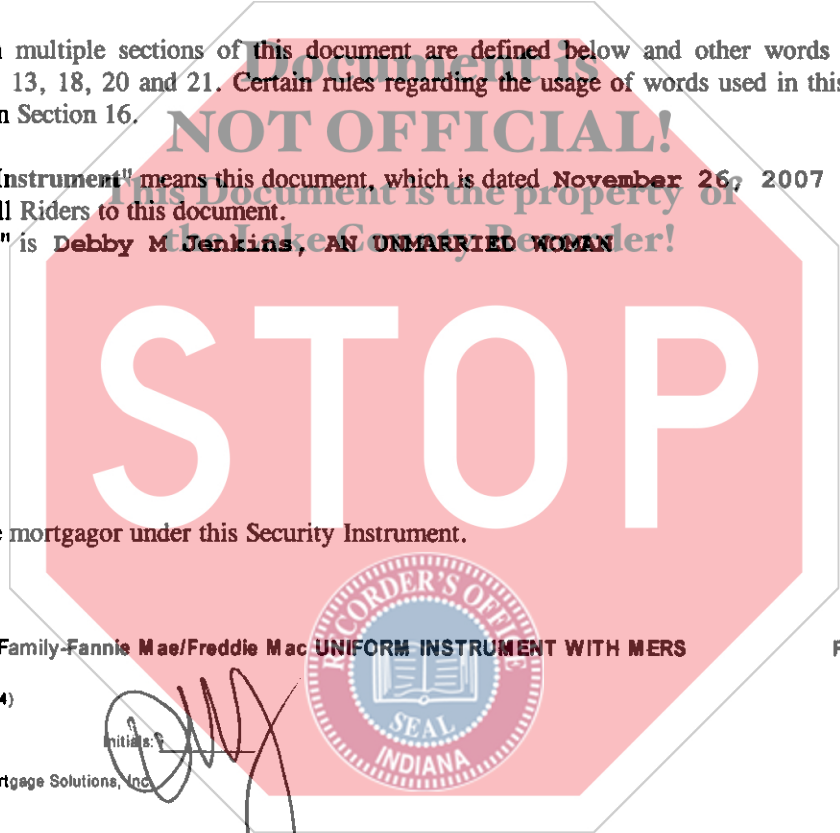 multiple sections of this document are defined below and other words
Document is
13, 18, 20 and 21. Certain rules regarding the usage of words used in this
n Section 16.
NOT OFFICIAL!
Instrument" means this document, which is dated November 26, 2007
This Document is the property of
ll Riders to this document.
" is Debby M Jenkins, AN UNMARRIED WOMAN
the Lake County Recorder!
STOP
mortgagor under this Security Instrument.
RECORDER'S OFFICE
Family-Fannie Mae/Freddie Mac UNIFORM INSTRUMENT WITH MERS
4)
SEAL
Initials:
INDIANA
rtgage Solutions, Inc.